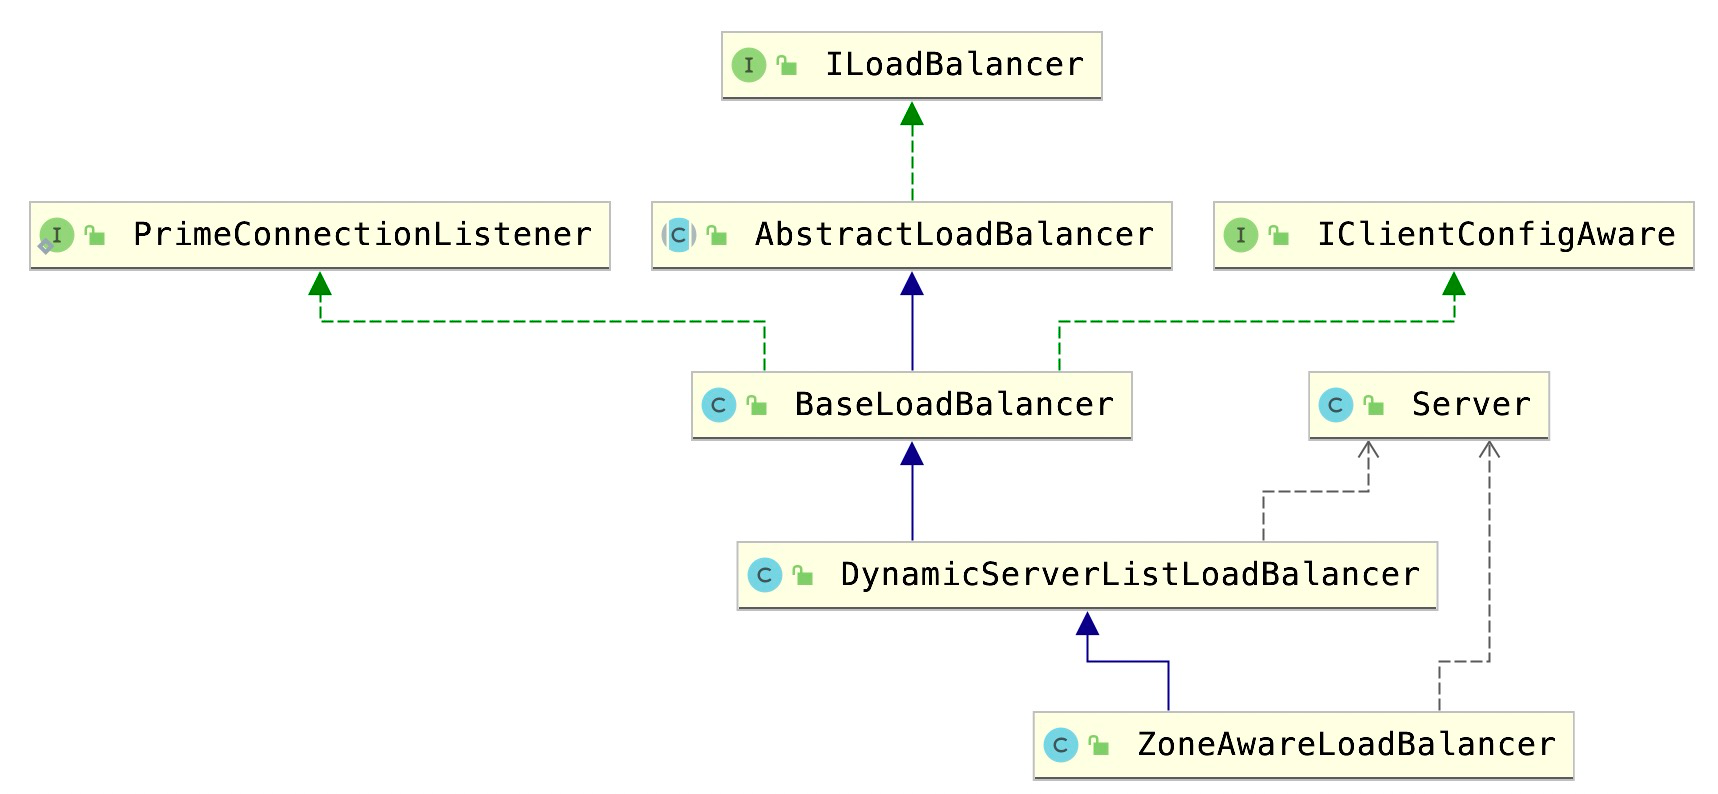 I ILoadBalancer
I PrimeConnectionListener
C AbstractLoadBalancer
I IClientConfigAware
C BaseLoadBalancer
C Server
C DynamicServerListLoadBalancer
C ZoneAwareLoadBalancer